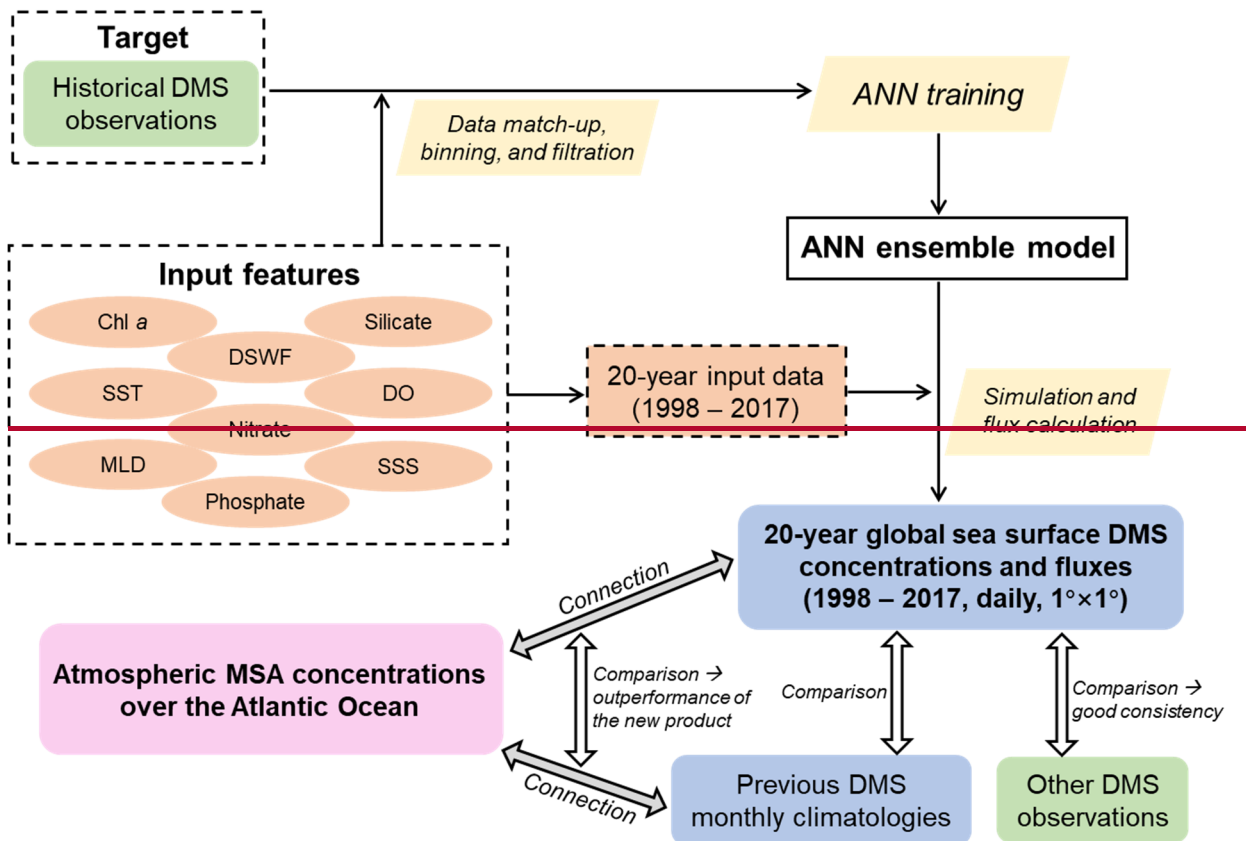 Target
Historical DMS
observations
Data match-up,
binning, and filtration
ANN training
ANN ensemble model
Input features
Chl a
Silicate
DSWF
SST
DO
Nitrate
MLD
SSS
Phosphate
20-year input data
(1998 – 2017)
Simulation and
flux calculation
20-year global sea surface DMS
concentrations and fluxes
(1998 – 2017, daily, 1°×1°)
Connection
Atmospheric MSA concentrations
over the Atlantic Ocean
Comparison →
outperformance of
the new product
Comparison
Comparison →
good consistency
Connection
Previous DMS
monthly climatologies
Other DMS
observations